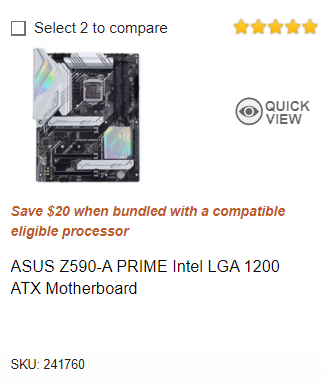 Select 2 to compare
QUICK
VIEW
Save $20 when bundled with a compatible
eligible processor
ASUS Z590-A PRIME Intel LGA 1200
ATX Motherboard
SKU: 241760